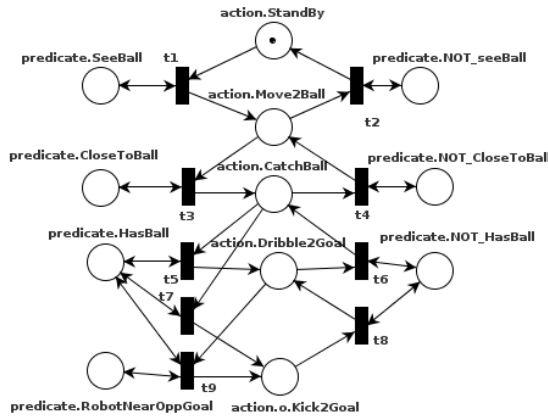 action.StandBy
predicate.SeeBall
t1
predicate.NOT_seeBall
action.Move2Ball
t2
predicate.CloseToBall
predicate.NOT_CloseToBall
action.CatchBall
t3
t4
predicate.HasBall
predicate.NOT_HasBall
action.Dribble2Goal
t5
t6
t7
t8
t9
predicate.RobotNearOppGoal
action.o.Kick2Goal